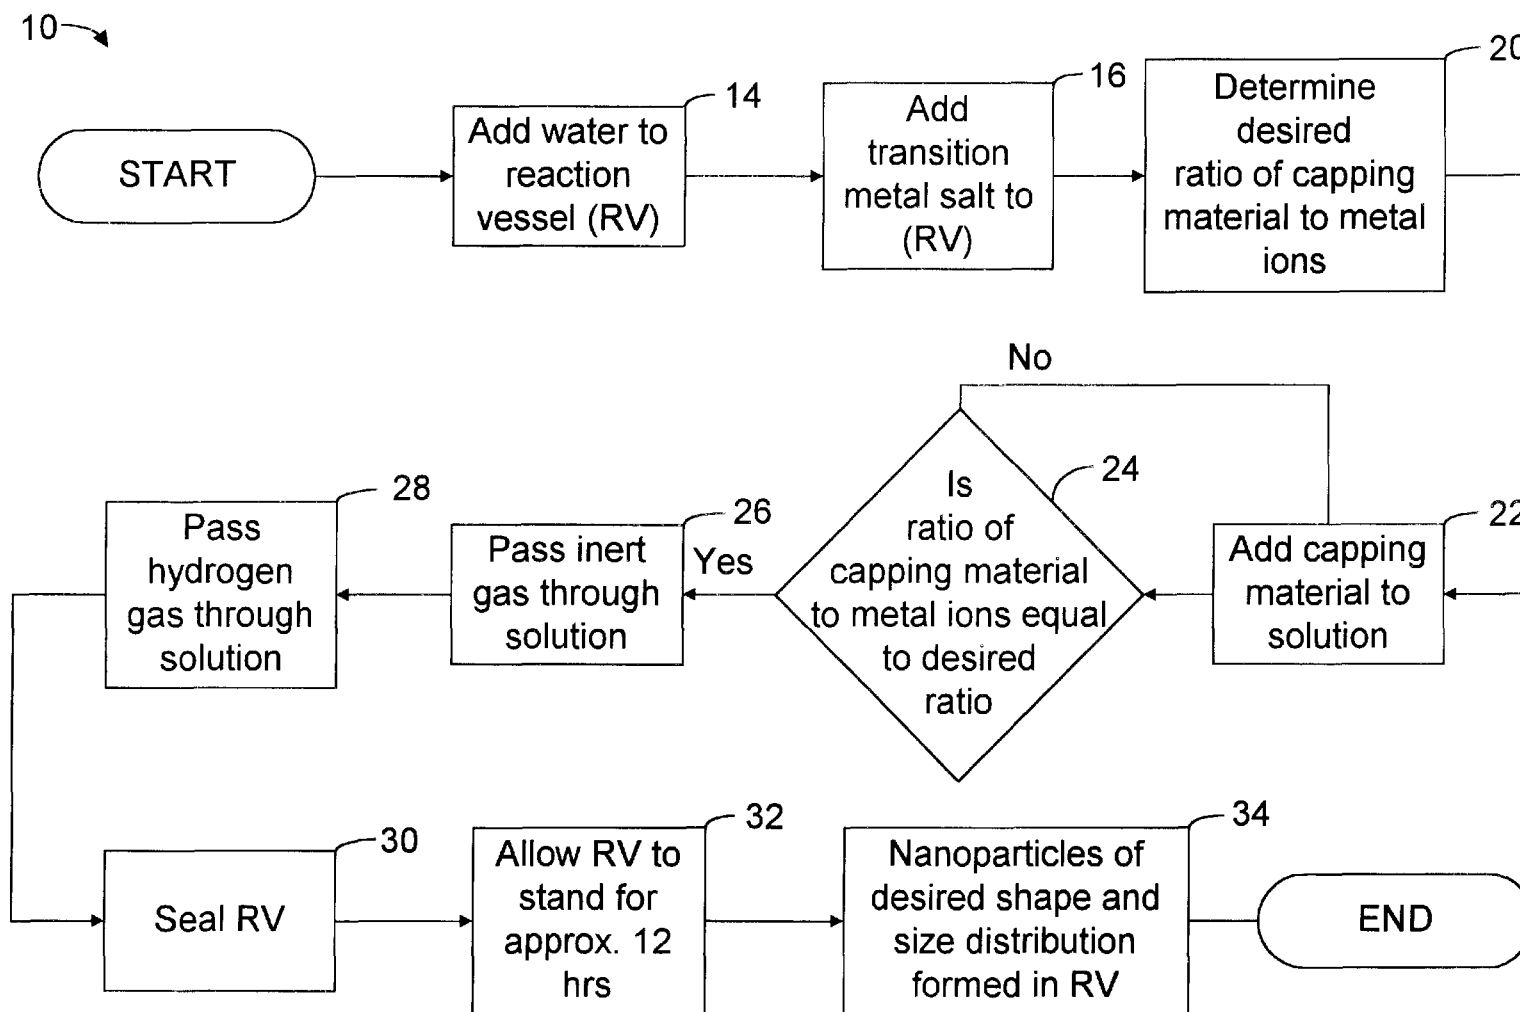 10
START
14
Add water to
reaction
vessel (RV)
16
Add
transition
metal salt to
(RV)
20
Determine
desired
ratio of capping
material to metal
ions
No
24
Is
ratio of
capping material
to metal ions equal
to desired
ratio
22
Add capping
material to
solution
Yes
26
Pass inert
gas through
solution
28
Pass
hydrogen
gas through
solution
30
Seal RV
32
Allow RV to
stand for
approx. 12
hrs
34
Nanoparticles of
desired shape and
size distribution
formed in RV
END